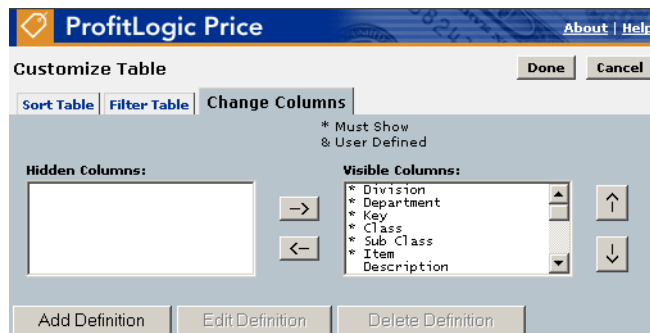 ProfitLogic Price
About | Help
Customize Table
Done Cancel
Sort Table Filter Table Change Columns
* Must Show
& User Defined
Hidden Columns: Visible Columns:
* Division
* Department
* Key
* Class
* Sub Class
* Item
Description
-> 
<-
Add Definition Edit Definition Delete Definition